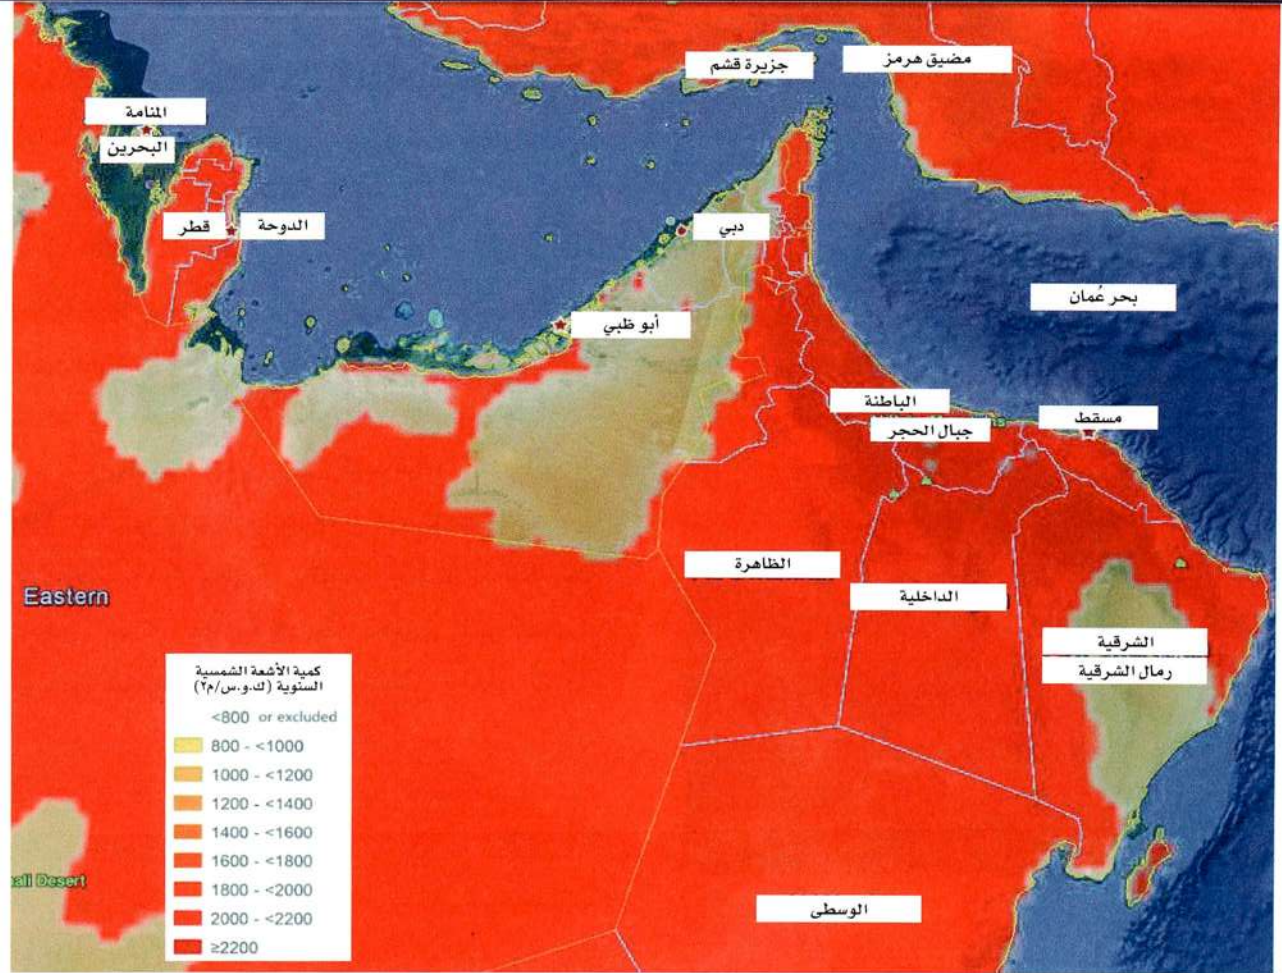 جزيرة قشم
مضيق هرمز
المنامة
البحرين
قطر
الدوحة
دبي
بحر عُمان
أبو ظبي
الباطنة
مسقط
جبال الحجر
الظاهرة
Eastern
الداخلية
الشرقية
رمال الشرقية
كمية الأشعة الشمسية
السنوية (ك.و.س/م٢)
<800 or excluded
800 - <1000
1000 - <1200
1200 - <1400
1400 - <1600
1600 - <1800
1800 - <2000
2000 - <2200
≥2200
Desert
الوسطى